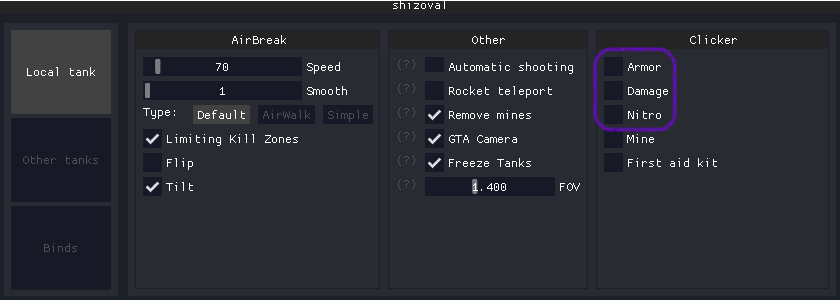 shizoval
Local tank
Other tanks
Binds
AirBreak
70 Speed
1 Smooth
Type: Default AirWalk Simple
Limiting Kill Zones
Flip
Tilt
Other
(?) Automatic shooting
(?) Rocket teleport
(?) Remove mines
(?) GTA Camera
(?) Freeze Tanks
(?) 1.400 FOV
Clicker
Armor
Damage
Nitro
Mine
First aid kit